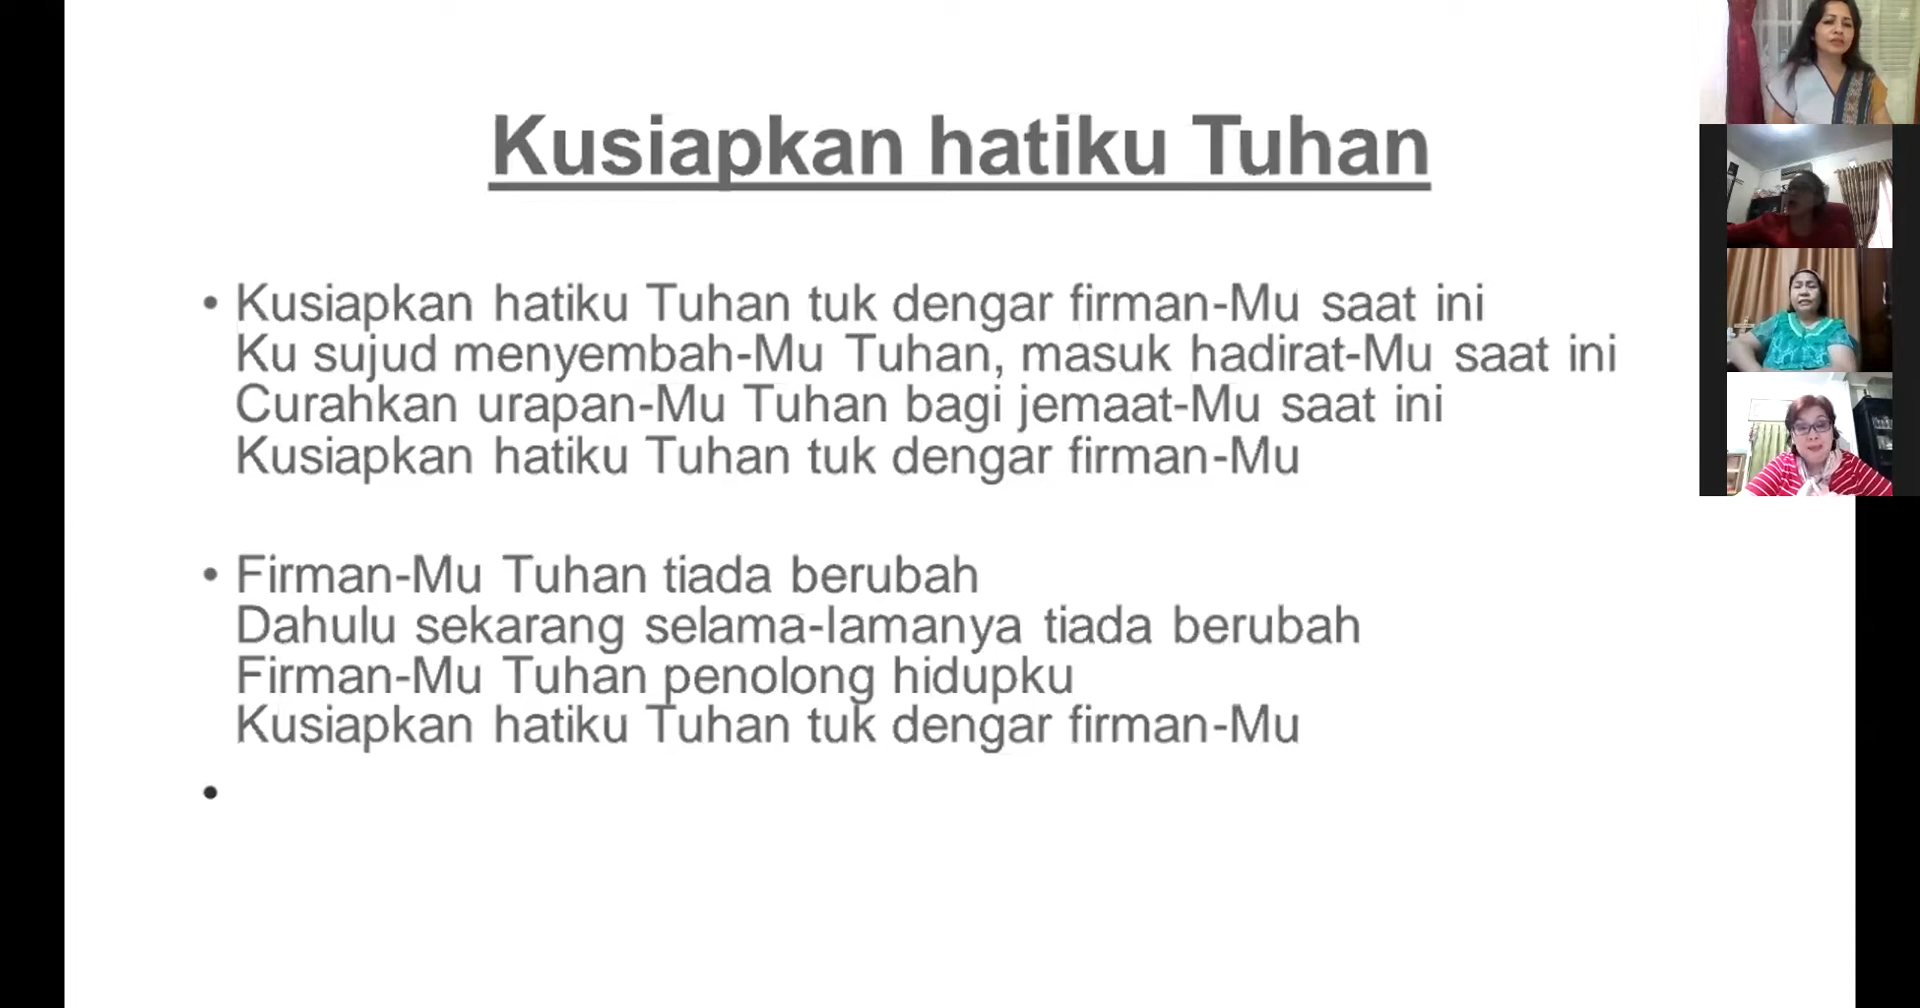 Kusiapkan hatiku Tuhan
• Kusiapkan hatiku Tuhan tuk dengar firman-Mu saat ini
Ku sujud menyembah-Mu Tuhan, masuk hadirat-Mu saat ini
Curahkan urapan-Mu Tuhan bagi jemaat-Mu saat ini
Kusiapkan hatiku Tuhan tuk dengar firman-Mu
• Firman-Mu Tuhan tiada berubah
Dahulu sekarang selama-lamanya tiada berubah
Firman-Mu Tuhan penolong hidupku
Kusiapkan hatiku Tuhan tuk dengar firman-Mu
•